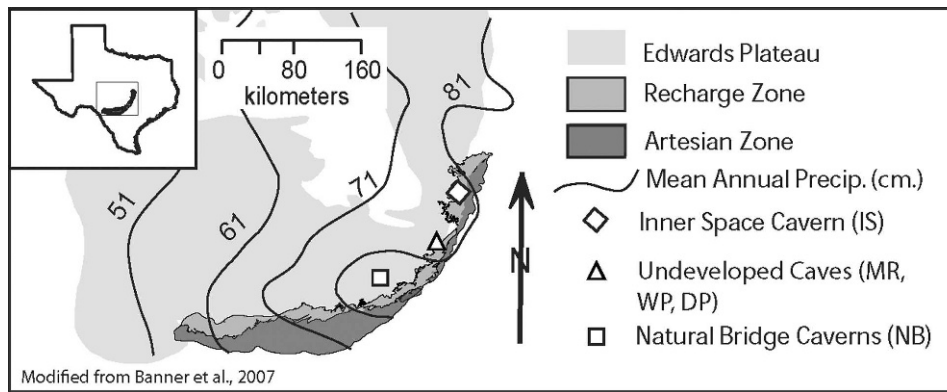 0 80 160
kilometers
51
61
71
81
Edwards Plateau
Recharge Zone
Artesian Zone
Mean Annual Precip. (cm.)
Inner Space Cavern (IS)
Undeveloped Caves (MR,
WP, DP)
Natural Bridge Caverns (NB)
N
Modified from Banner et al., 2007